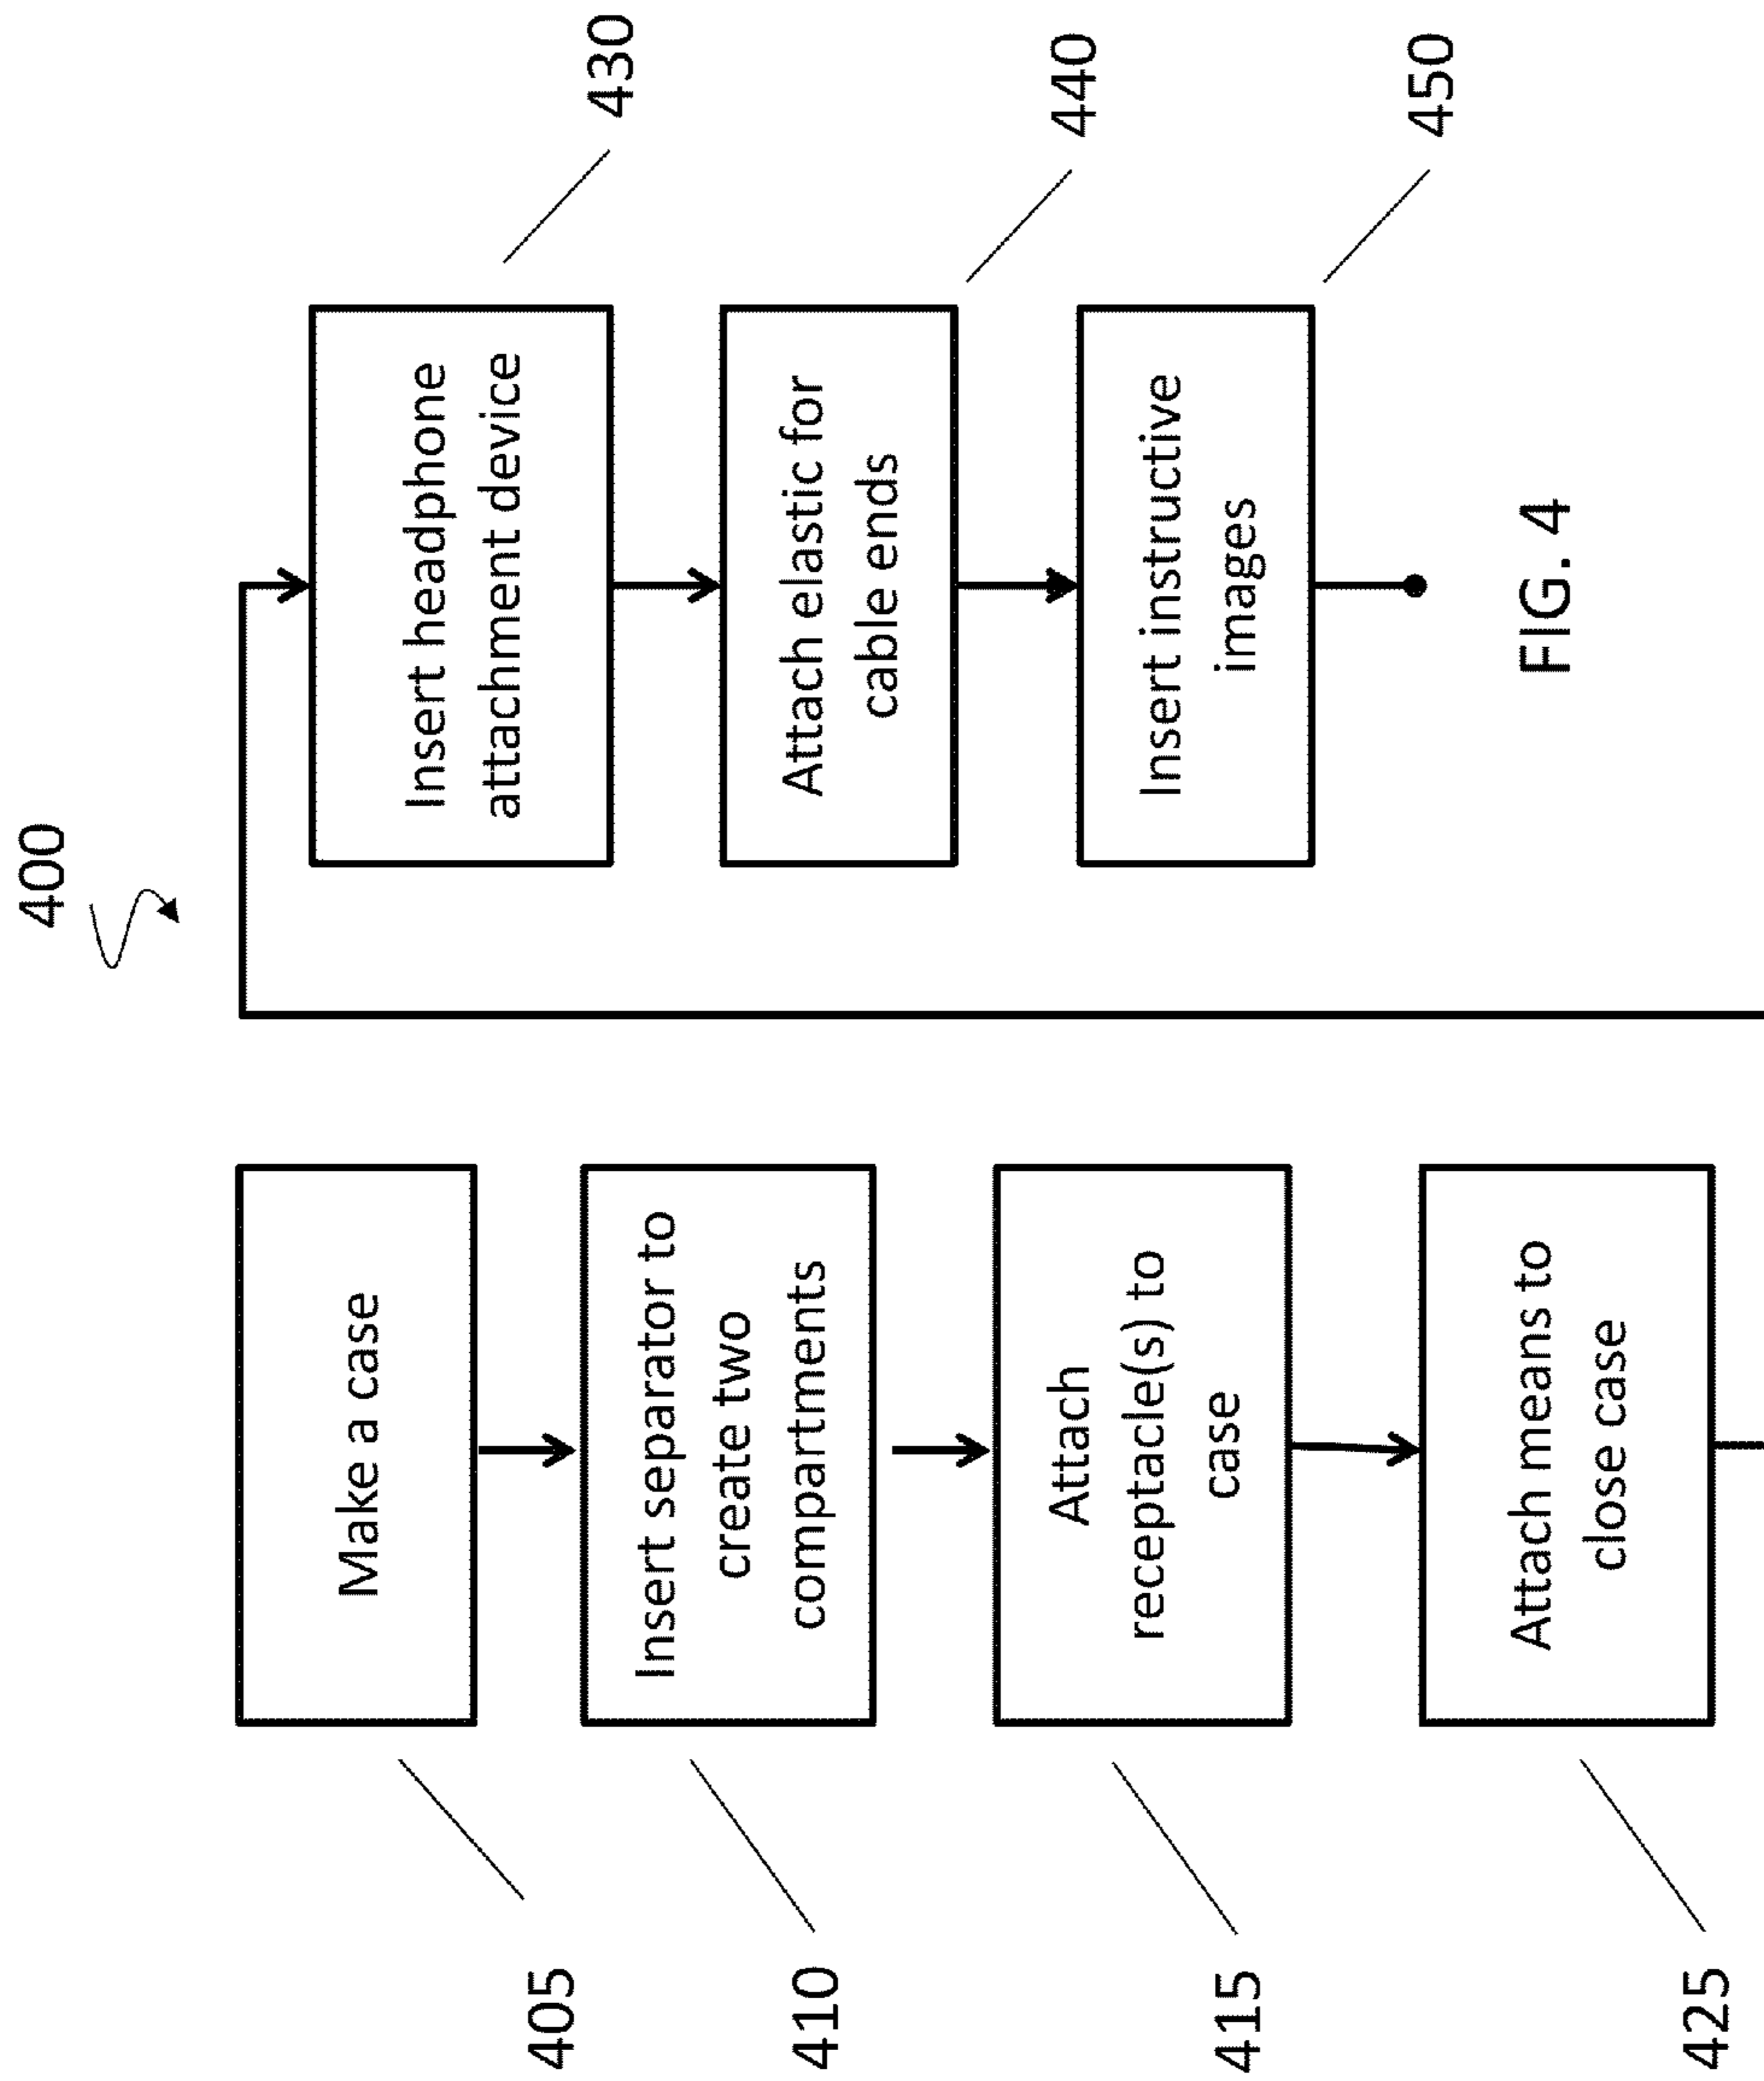 400
Make a case
405
Insert separator to
create two
compartments
410
Attach
receptacle(s) to
case
415
Attach means to
close case
425
Insert headphone
attachment device
430
Attach elastic for
cable ends
440
Insert instructive
images
450
FIG. 4